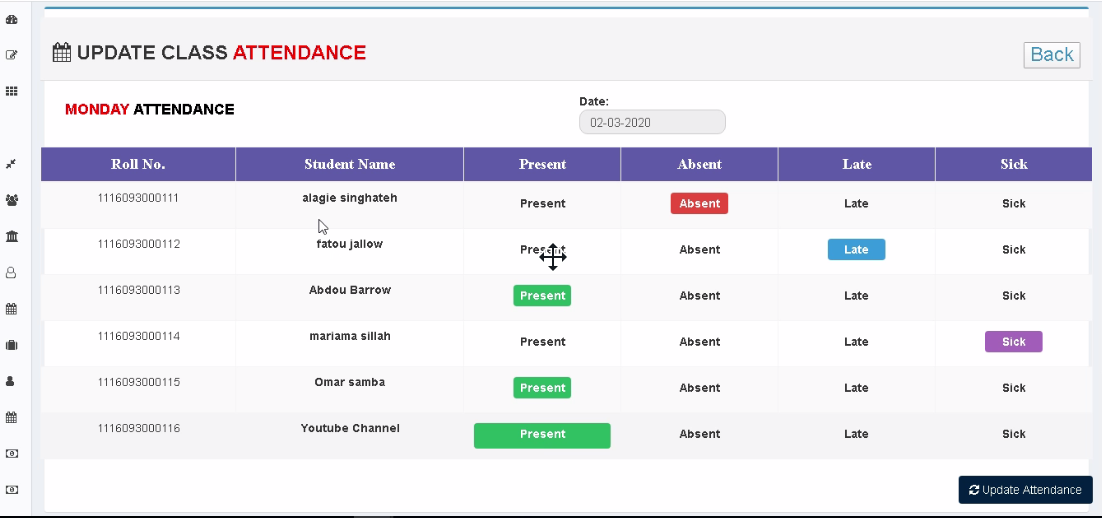 UPDATE CLASS ATTENDANCE
Back
MONDAY ATTENDANCE
Date:
02-03-2020
Roll No. Student Name Present Absent Late Sick
1116093000111 alagie singhateh Present Absent Late Sick
1116093000112 fatou jallow Present Absent Late Sick
1116093000113 Abdou Barrow Present Absent Late Sick
1116093000114 mariama sillah Present Absent Late Sick
1116093000115 Omar samba Present Absent Late Sick
1116093000116 Youtube Channel Present Absent Late Sick
Update Attendance